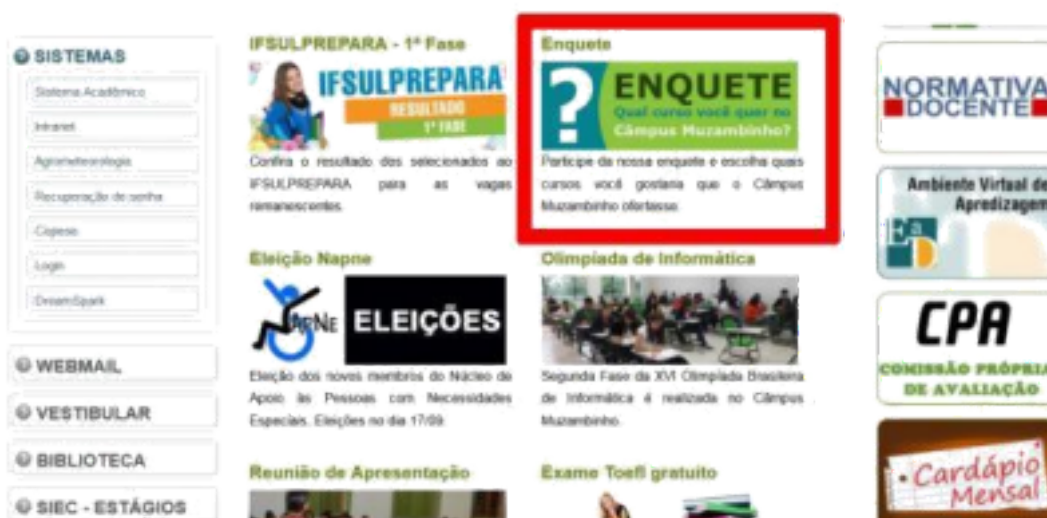 SISTEMAS
Sistema Acadêmico
Intranet
Agrometeorologia
Recuperação de senha
Copese
Login
DreamSpark
WEBMAIL
VESTIBULAR
BIBLIOTECA
SIEC - ESTÁGIOS
IFSULPREPARA - 1ª Fase
IFSULPREPARA
RESULTADO
1ª FASE
Confira o resultado dos selecionados ao
IFSULPREPARA para as vagas
remanescentes.
Enquete
? ENQUETE
Qual curso você quer no
Câmpus Muzambinho?
Participe da nossa enquete e escolha quais
cursos você gostaria que o Câmpus
Muzambinho ofertasse.
Eleição Napne
NAPNE ELEIÇÕES
Eleição dos novos membros do Núcleo de
Apoio às Pessoas com Necessidades
Especiais. Eleições no dia 17/09.
Olimpíada de Informática
Segunda Fase da XVI Olimpíada Brasileira
de Informática é realizada no Câmpus
Muzambinho.
Reunião de Apresentação
Exame Toefl gratuito
NORMATIVA
DOCENTE
Ambiente Virtual de
Apredizagem
EaD
CPA
COMISSÃO PRÓPRIA
DE AVALIAÇÃO
Cardápio
Mensal